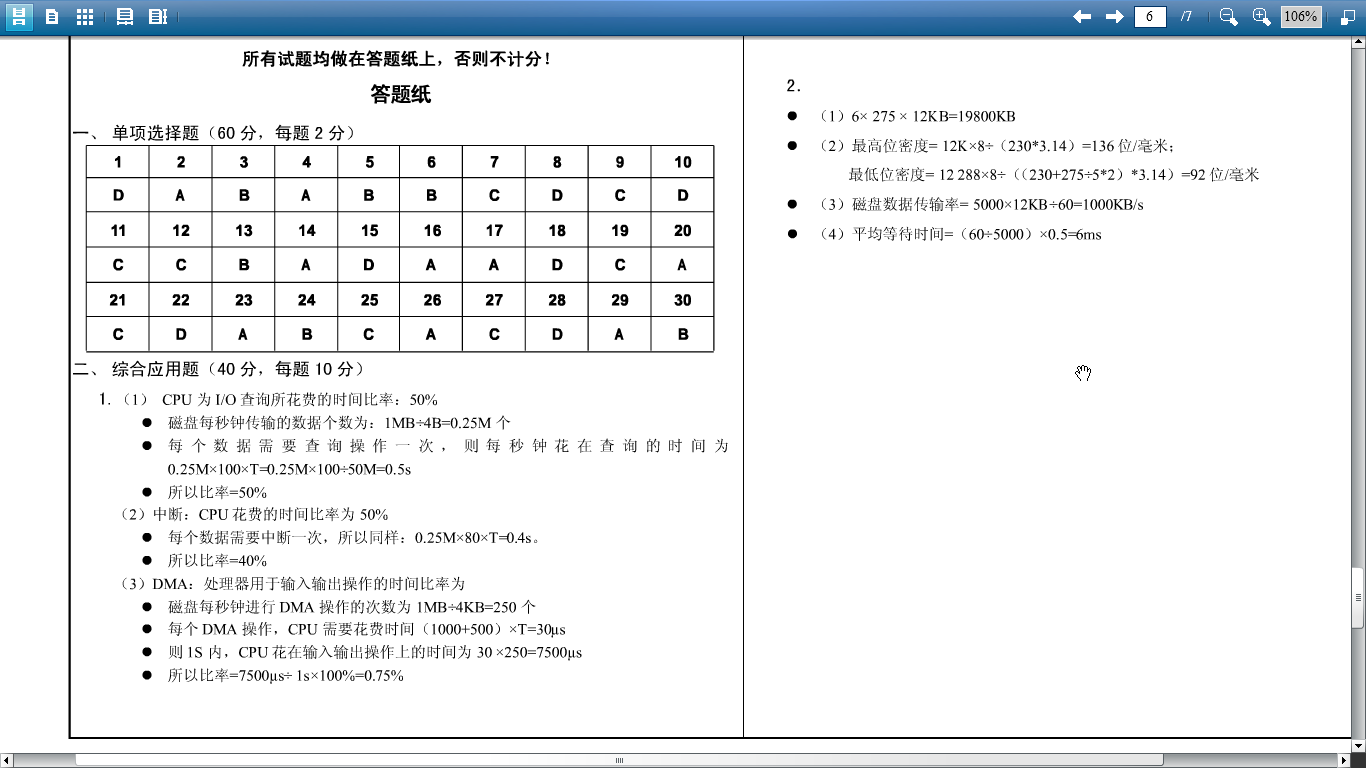 6 /7 106%
所有试题均做在答题纸上，否则不计分！
答题纸
一、 单项选择题（60 分，每题 2 分）
1 2 3 4 5 6 7 8 9 10
D A B A B B C D C D
11 12 13 14 15 16 17 18 19 20
C C B A D A A D C A
21 22 23 24 25 26 27 28 29 30
C D A B C A C D A B
二、 综合应用题（40 分，每题 10 分）
1.（1） CPU 为 I/O 查询所花费的时间比率：50%
● 磁盘每秒钟传输的数据个数为：1MB÷4B=0.25M 个
● 每个数据需要查询操作一次，则每秒钟花在查询的时间为
0.25M×100×T=0.25M×100÷50M=0.5s
● 所以比率=50%
（2）中断：CPU 花费的时间比率为 50%
● 每个数据需要中断一次，所以同样：0.25M×80×T=0.4s。
● 所以比率=40%
（3）DMA：处理器用于输入输出操作的时间比率为
● 磁盘每秒钟进行 DMA 操作的次数为 1MB÷4KB=250 个
● 每个 DMA 操作，CPU 需要花费时间（1000+500）×T=30μs
● 则 1S 内，CPU 花在输入输出操作上的时间为 30 ×250=7500μs
● 所以比率=7500μs÷ 1s×100%=0.75%
2.
● （1）6× 275 × 12KB=19800KB
● （2）最高位密度= 12K×8÷（230*3.14）=136 位/毫米；
最低位密度= 12 288×8÷（(230+275÷5*2）*3.14）=92 位/毫米
● （3）磁盘数据传输率= 5000×12KB÷60=1000KB/s
● （4）平均等待时间=（60÷5000）×0.5=6ms